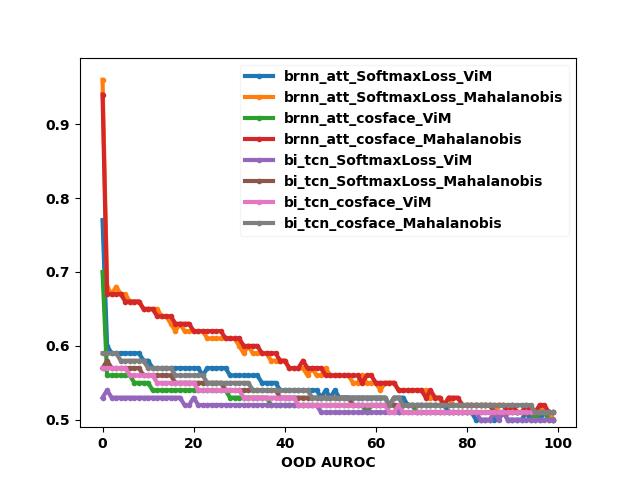 brnn_att_SoftmaxLoss_ViM
brnn_att_SoftmaxLoss_Mahalanobis
brnn_att_cosface_ViM
brnn_att_cosface_Mahalanobis
bi_tcn_SoftmaxLoss_ViM
bi_tcn_SoftmaxLoss_Mahalanobis
bi_tcn_cosface_ViM
bi_tcn_cosface_Mahalanobis
0.9
0.8
0.7
0.6
0.5
0 20 40 60 80 100
OOD AUROC